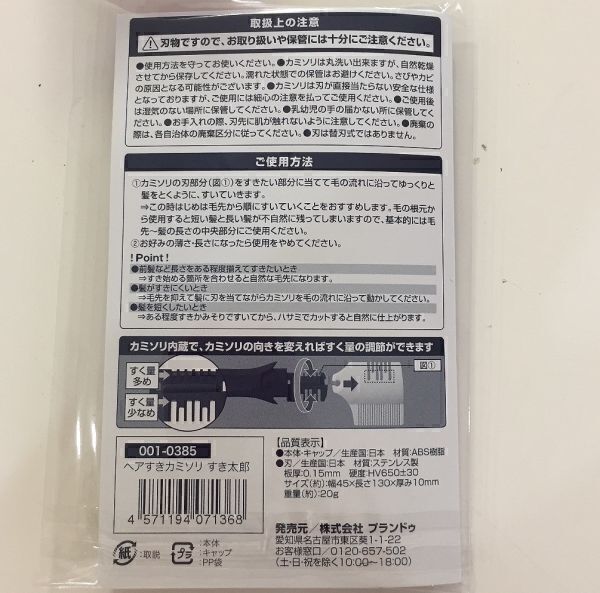 取扱上の注意
刃物ですので、お取り扱いや保管には十分にご注意ください。
●使用方法を守ってお使いください。●カミソリは丸洗い出来ますが、自然乾燥
させてから保存してください。濡れた状態での保管はお避けください。さびやカビ
の原因となる可能性がございます。●カミソリは刃が直接当たらない安全な仕様
となっておりますが、ご使用には細心の注意を払ってご使用ください。●ご使用後
は湿気のない場所に保管してください。●乳幼児の手の届かない所に保管してく
ださい。●お手入れの際、刃先に肌が触れないように注意してください。●廃棄の
際は、各自治体の廃棄区分に従ってください。●刃は替刃式ではありません。
ご使用方法
①カミソリの刃部分(図①)をすきたい部分に当てて毛の流れに沿ってゆっくりと
髪をとくように、すいていきます。
⇒この時はじめは毛先から順にすいていくことをおすすめします。毛の根元か
ら使用すると短い髪と長い髪が不自然に残ってしまいますので、基本的には毛
先〜髪の長さの中央部分にご使用ください。
②お好みの薄さ・長さになったら使用をやめてください。
!Point!
●前髪など長さをある程度揃えてすきたいとき
⇒すき始める箇所を合わせると自然な毛先になります。
●髪がすきにくいとき
⇒毛先を抑えて髪に刃を当てながらカミソリを毛の流れに沿って動かしてください。
●髪を短くしたいとき
⇒ある程度すきかみそりですいてから、ハサミでカットすると自然に仕上がります。
カミソリ内蔵で、カミソリの向きを変えればすく量の調節ができます
すく量
多め
すく量
少なめ
図①
001-0385
ヘアすきカミソリ すき太郎
4 571194 071368
紙 :取説
プラ
:本体
:キャップ
:PP袋
【品質表示】
●本体・キャップ/生産国:日本 材質:ABS樹脂
●刃/生産国:日本 材質:ステンレス製
板厚:0.15mm 硬度:HV650±30
サイズ(約):幅45×長さ130×厚み10mm
重量(約):20g
発売元/株式会社 ブランドゥ
愛知県名古屋市東区葵1-1-22
お客様窓口/0120-657-502
(土・日・祝を除く10:00〜18:00)